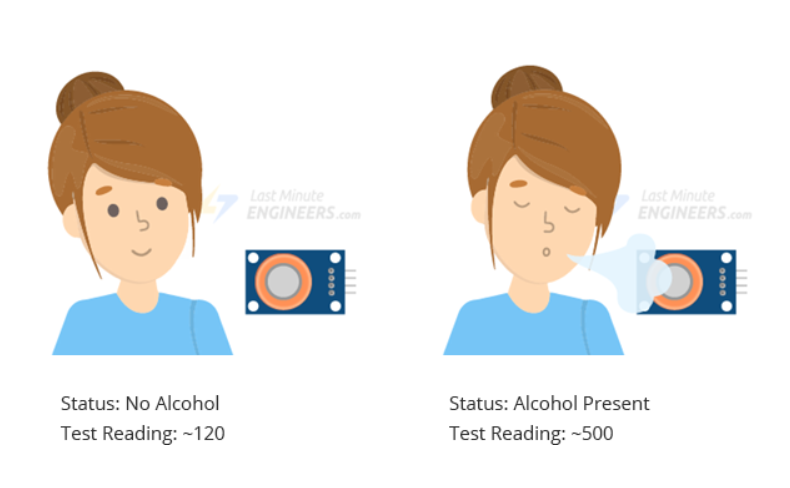 Last Minute
ENGINEERS.com
Last Minute
ENGINEERS.com
Status: No Alcohol
Test Reading: ~120
Status: Alcohol Present
Test Reading: ~500